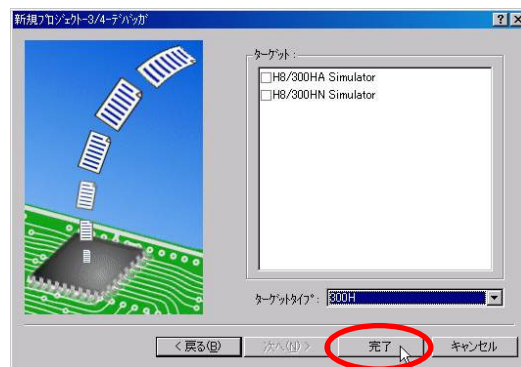 新規ﾌﾟﾛｼﾞｪｸﾄ-3/4-ﾃﾞﾊﾞｯｶﾞ
ﾀｰｹﾞｯﾄ :
H8/300HA Simulator
H8/300HN Simulator
ﾀｰｹﾞｯﾄﾀｲﾌﾟ : 300H
< 戻る(B)
次へ(N) >
完了
キャンセル